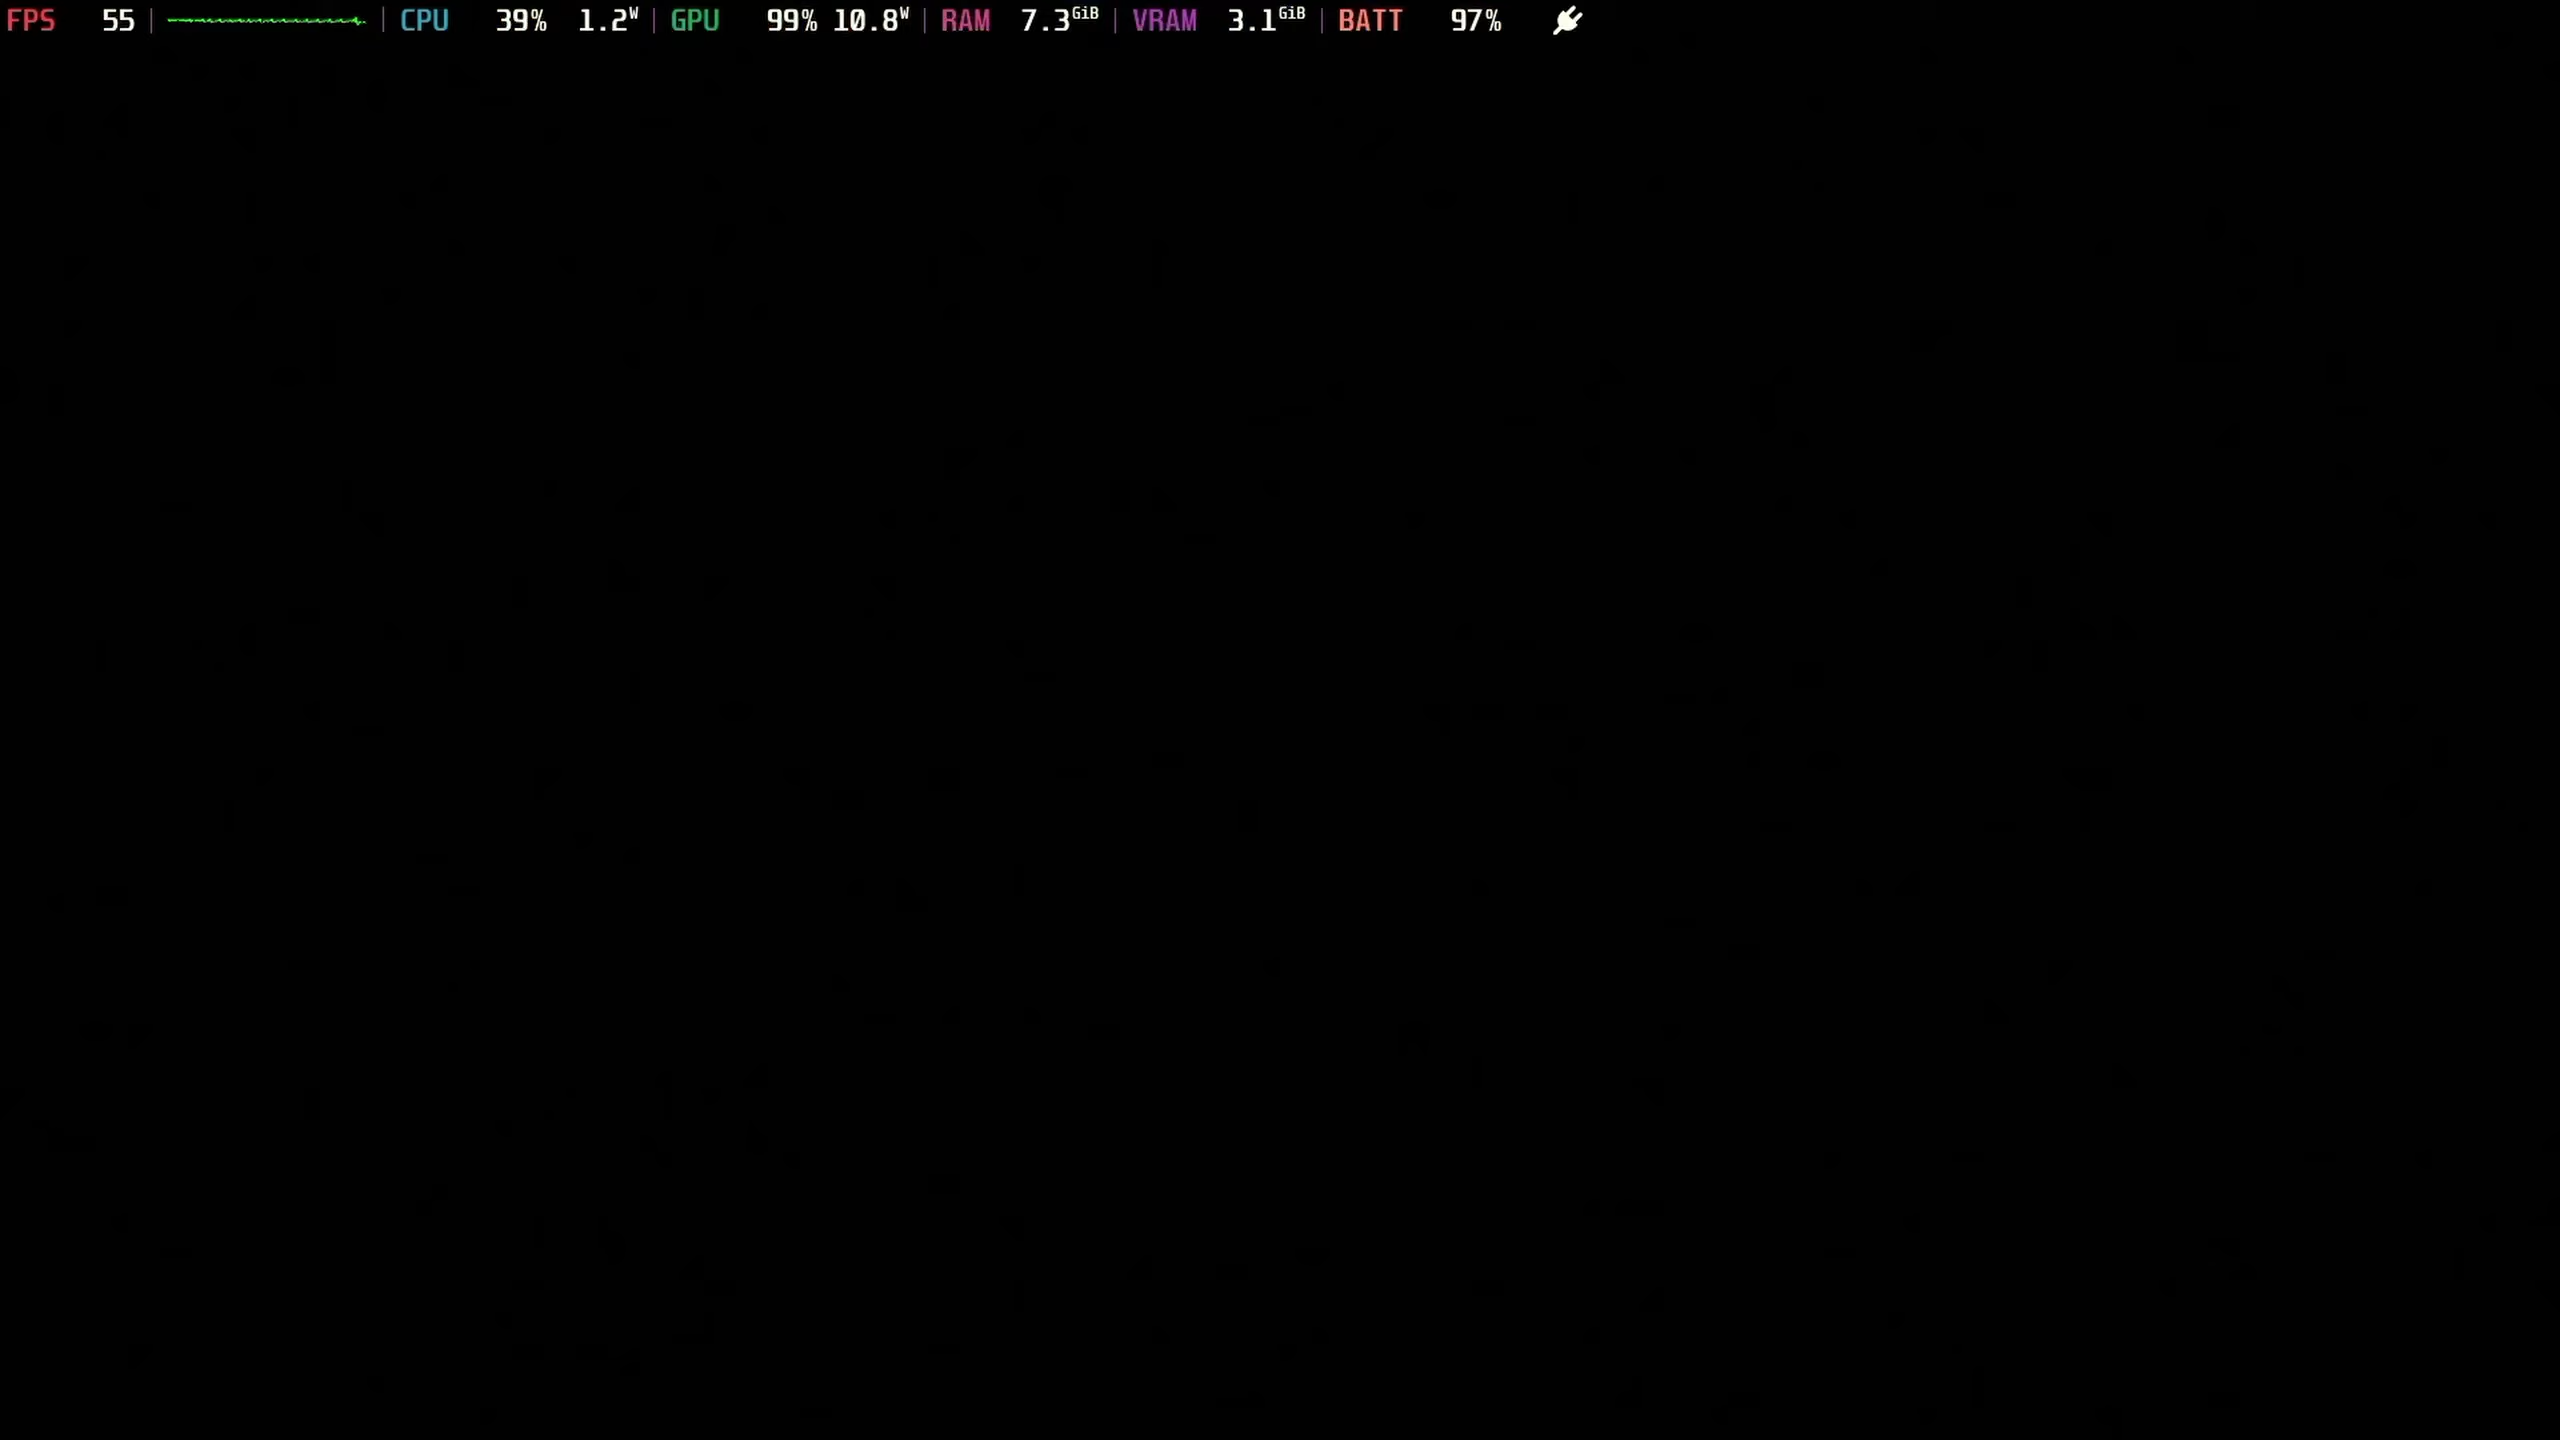 FPS 55 | | CPU 39% 1.2W | GPU 99% 10.8W | RAM 7.3GiB | VRAM 3.1GiB | BATT 97%